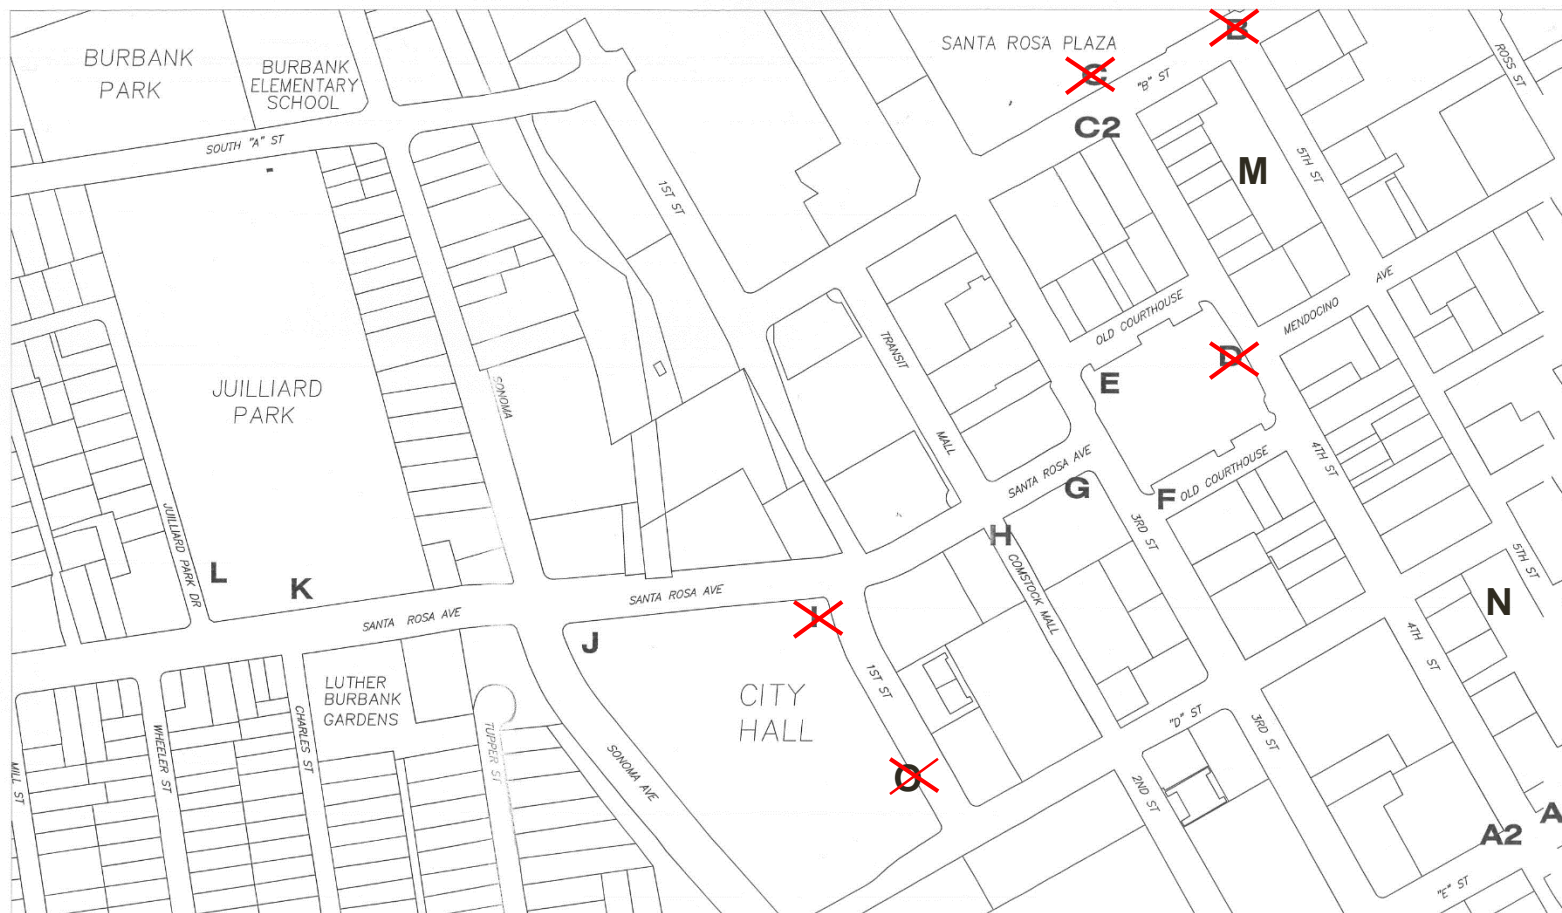 BURBANK
PARK
BURBANK
ELEMENTARY
SCHOOL
SANTA ROSA PLAZA
B
C
"B" ST
C2
ROSS ST
SOUTH "A" ST
1ST ST
5TH ST
M
AVE
MENDOCINO
OLD COURTHOUSE
D
E
TRANSIT
MALL
JUILLIARD
PARK
SONOMA
SANTA ROSA AVE
G
F
OLD COURTHOUSE
4TH ST
3RD ST
H
COMSTOCK MALL
5TH ST
N
JUILLIARD PARK DR
L
K
SANTA ROSA AVE
SANTA ROSA AVE
I
J
4TH ST
1ST ST
CITY
HALL
LUTHER
BURBANK
GARDENS
"D" ST
3RD ST
WHEELER ST
CHARLES ST
TUPPER ST
SONOMA AVE
MILL ST
O
2ND ST
A
A2
"E" ST